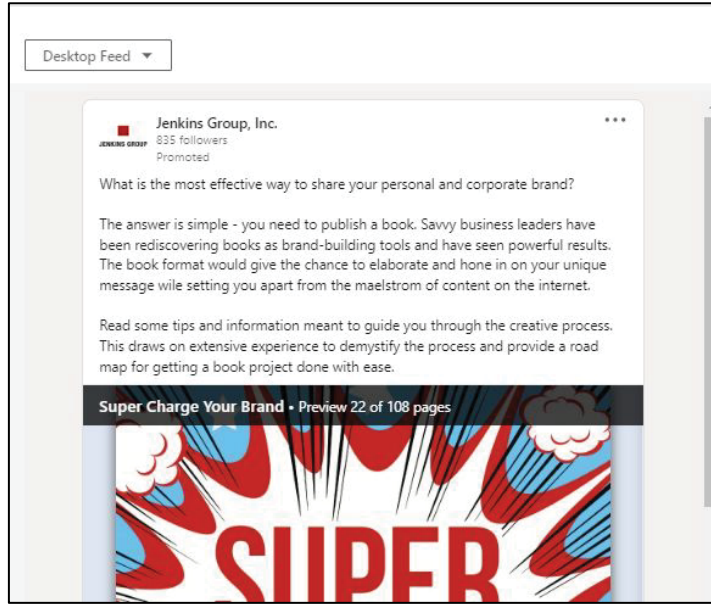 Desktop Feed
Jenkins Group, Inc.
JENKINS GROUP
835 followers
Promoted
What is the most effective way to share your personal and corporate brand?
The answer is simple - you need to publish a book. Savvy business leaders have
been rediscovering books as brand-building tools and have seen powerful results.
The book format would give the chance to elaborate and hone in on your unique
message wile setting you apart from the maelstrom of content on the internet.
Read some tips and information meant to guide you through the creative process.
This draws on extensive experience to demystify the process and provide a road
map for getting a book project done with ease.
Super Charge Your Brand • Preview 22 of 108 pages
SUPER